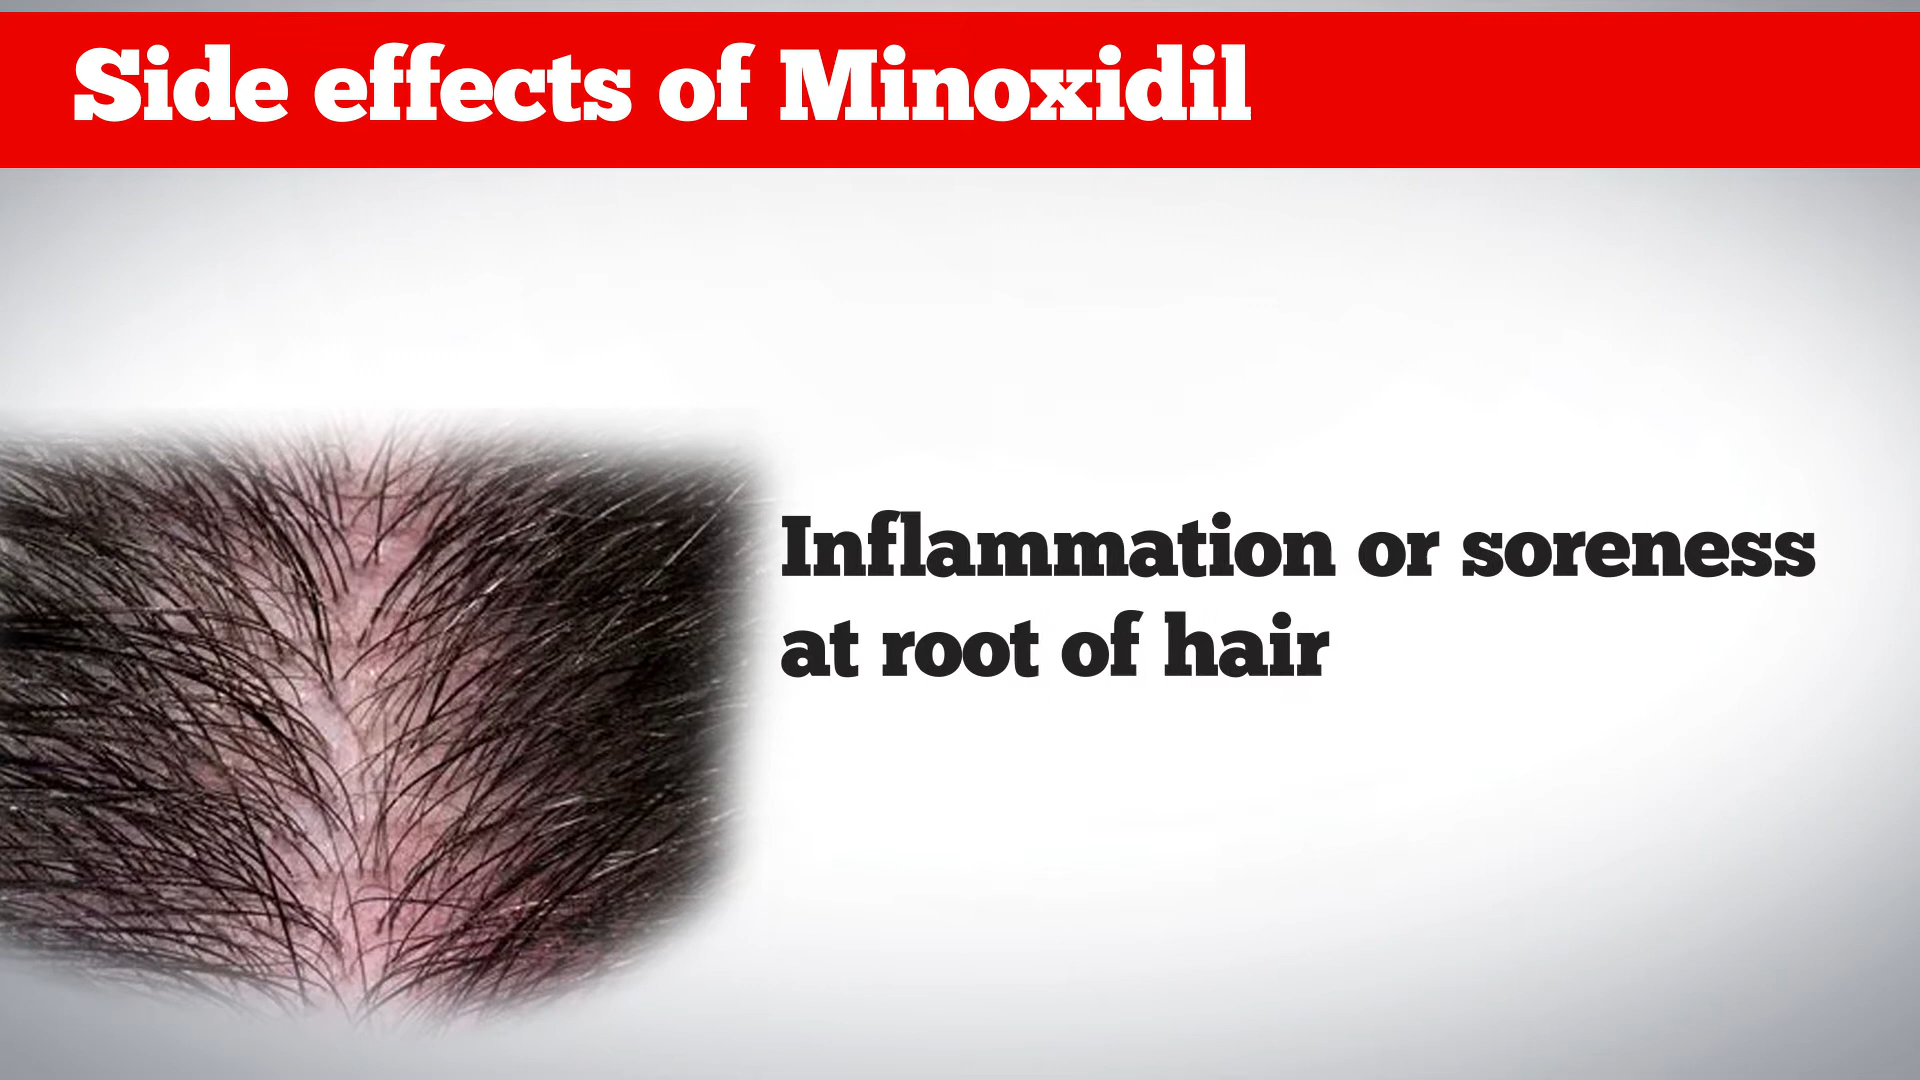 Side effects of Minoxidil
Inflammation or soreness
at root of hair